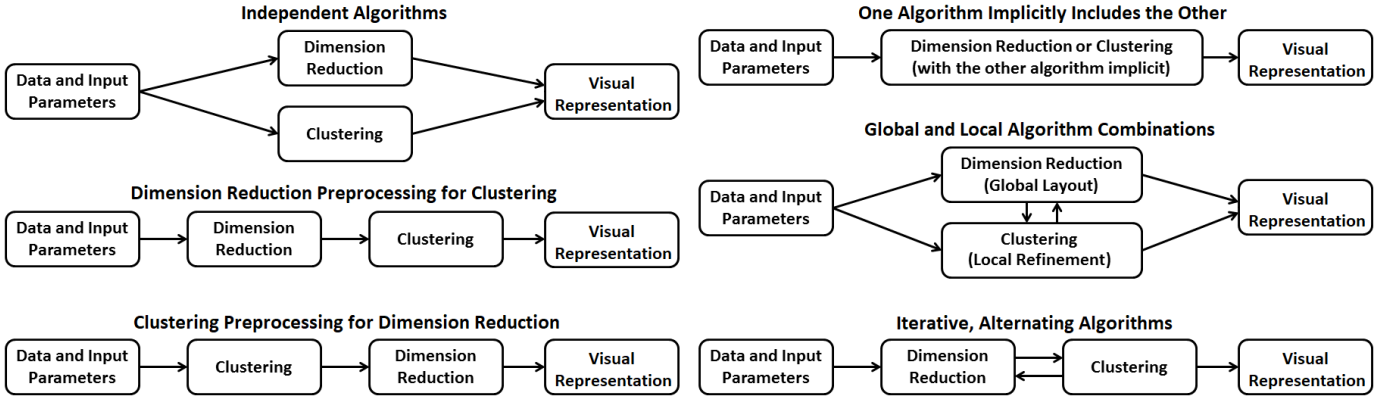 Independent Algorithms
Data and Input
Parameters
Dimension
Reduction
Clustering
Visual
Representation
Dimension Reduction Preprocessing for Clustering
Data and Input
Parameters
Dimension
Reduction
Clustering
Visual
Representation
Clustering Preprocessing for Dimension Reduction
Data and Input
Parameters
Clustering
Dimension
Reduction
Visual
Representation
One Algorithm Implicitly Includes the Other
Data and Input
Parameters
Dimension Reduction or Clustering
(with the other algorithm implicit)
Visual
Representation
Global and Local Algorithm Combinations
Data and Input
Parameters
Dimension Reduction
(Global Layout)
Clustering
(Local Refinement)
Visual
Representation
Iterative, Alternating Algorithms
Data and Input
Parameters
Dimension
Reduction
Clustering
Visual
Representation